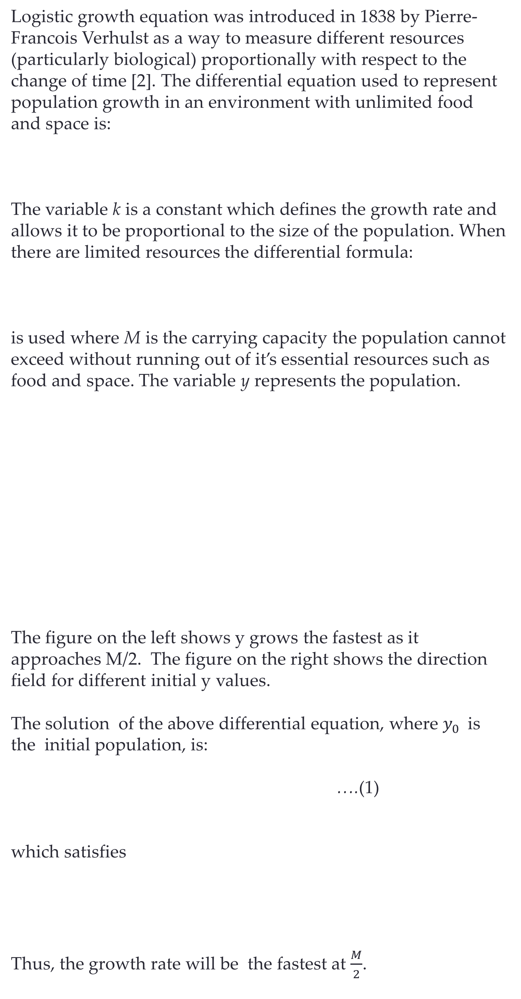 Logistic growth equation was introduced in 1838 by Pierre-
Francois Verhulst as a way to measure different resources
(particularly biological) proportionally with respect to the
change of time [2]. The differential equation used to represent
population growth in an environment with unlimited food
and space is:
The variable k is a constant which defines the growth rate and
allows it to be proportional to the size of the population. When
there are limited resources the differential formula:
is used where M is the carrying capacity the population cannot
exceed without running out of it’s essential resources such as
food and space. The variable y represents the population.
The figure on the left shows y grows the fastest as it
approaches M/2.  The figure on the right shows the direction
field for different initial y values.
The solution  of the above differential equation, where y₀  is
the  initial population, is:
….(1)
which satisfies
Thus, the growth rate will be  the fastest at M/2.